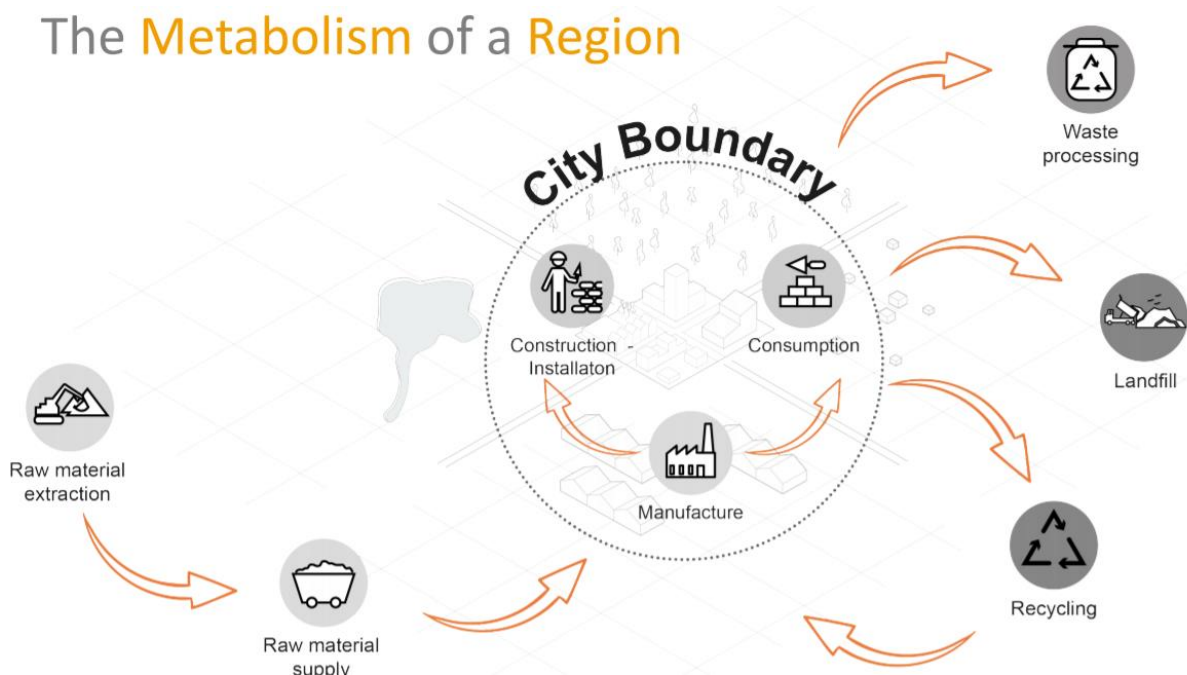 The Metabolism of a Region
Waste
processing
City Boundary
Construction -
Installaton
Consumption
Landfill
Raw material
extraction
Manufacture
Recycling
Raw material
supply